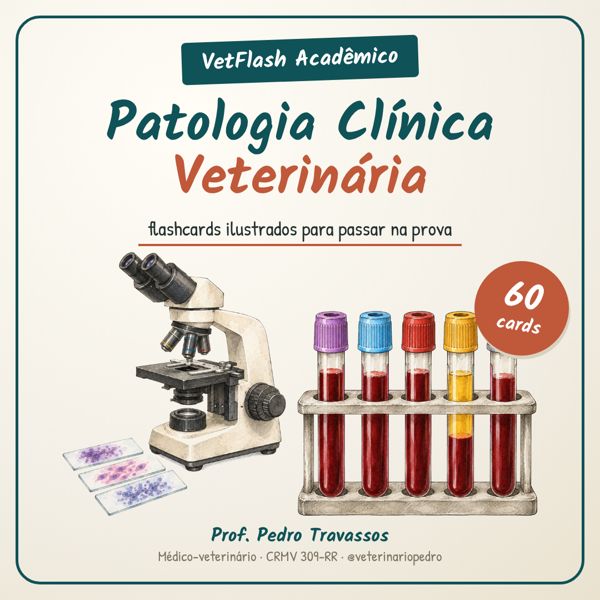 VetFlash Acadêmico
Patologia Clínica
Veterinária
flashcards ilustrados para passar na prova
60
cards
Prof. Pedro Travassos
Médico-veterinário · CRMV 309-RR · @veterinariopedro